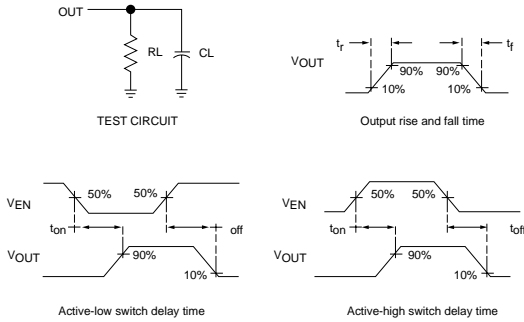 OUT
RL
CL
TEST CIRCUIT
tr
tf
VOUT
90%
90%
10%
10%
Output rise and fall time
VEN
50%
50%
ton
off
VOUT
90%
10%
Active-low switch delay time
VEN
50%
50%
ton
toff
VOUT
90%
10%
Active-high switch delay time